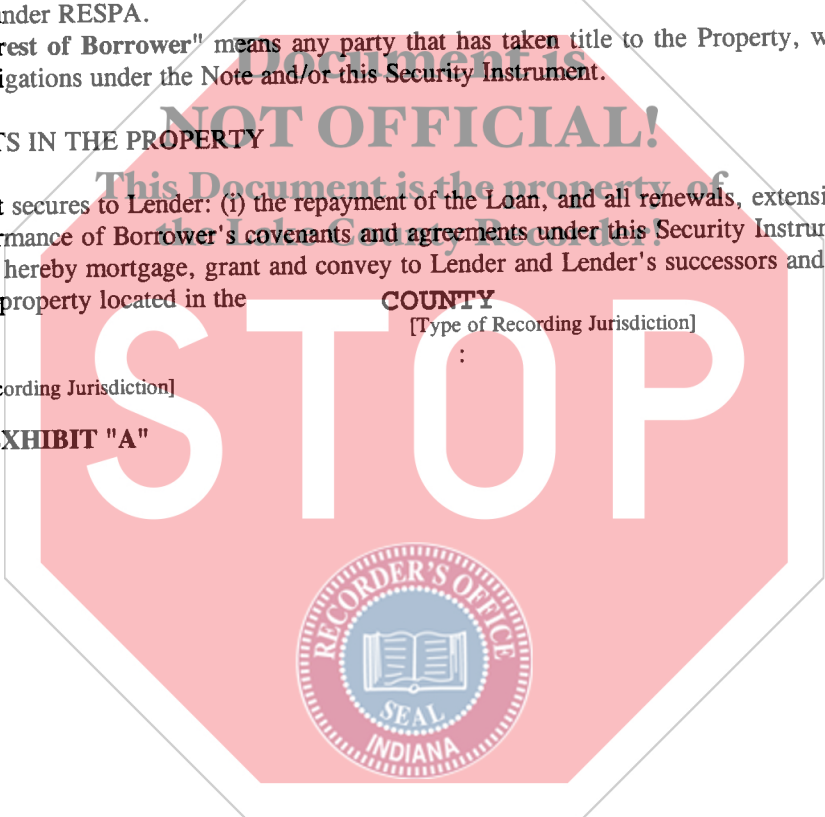 under RESPA.
rest of Borrower" means any party that has taken title to the Property, w
igations under the Note and/or this Security Instrument.
Document is
NOT OFFICIAL!
TS IN THE PROPERTY
This Document is the property of
t secures to Lender: (i) the repayment of the Loan, and all renewals, extensi
the Lake County Recorder!
rmance of Borrower's covenants and agreements under this Security Instrum
hereby mortgage, grant and convey to Lender and Lender's successors and
property located in the COUNTY
[Type of Recording Jurisdiction]
:
cording Jurisdiction]
EXHIBIT "A"
STOP
RECORDER'S OFFICE
SEAL
INDIANA